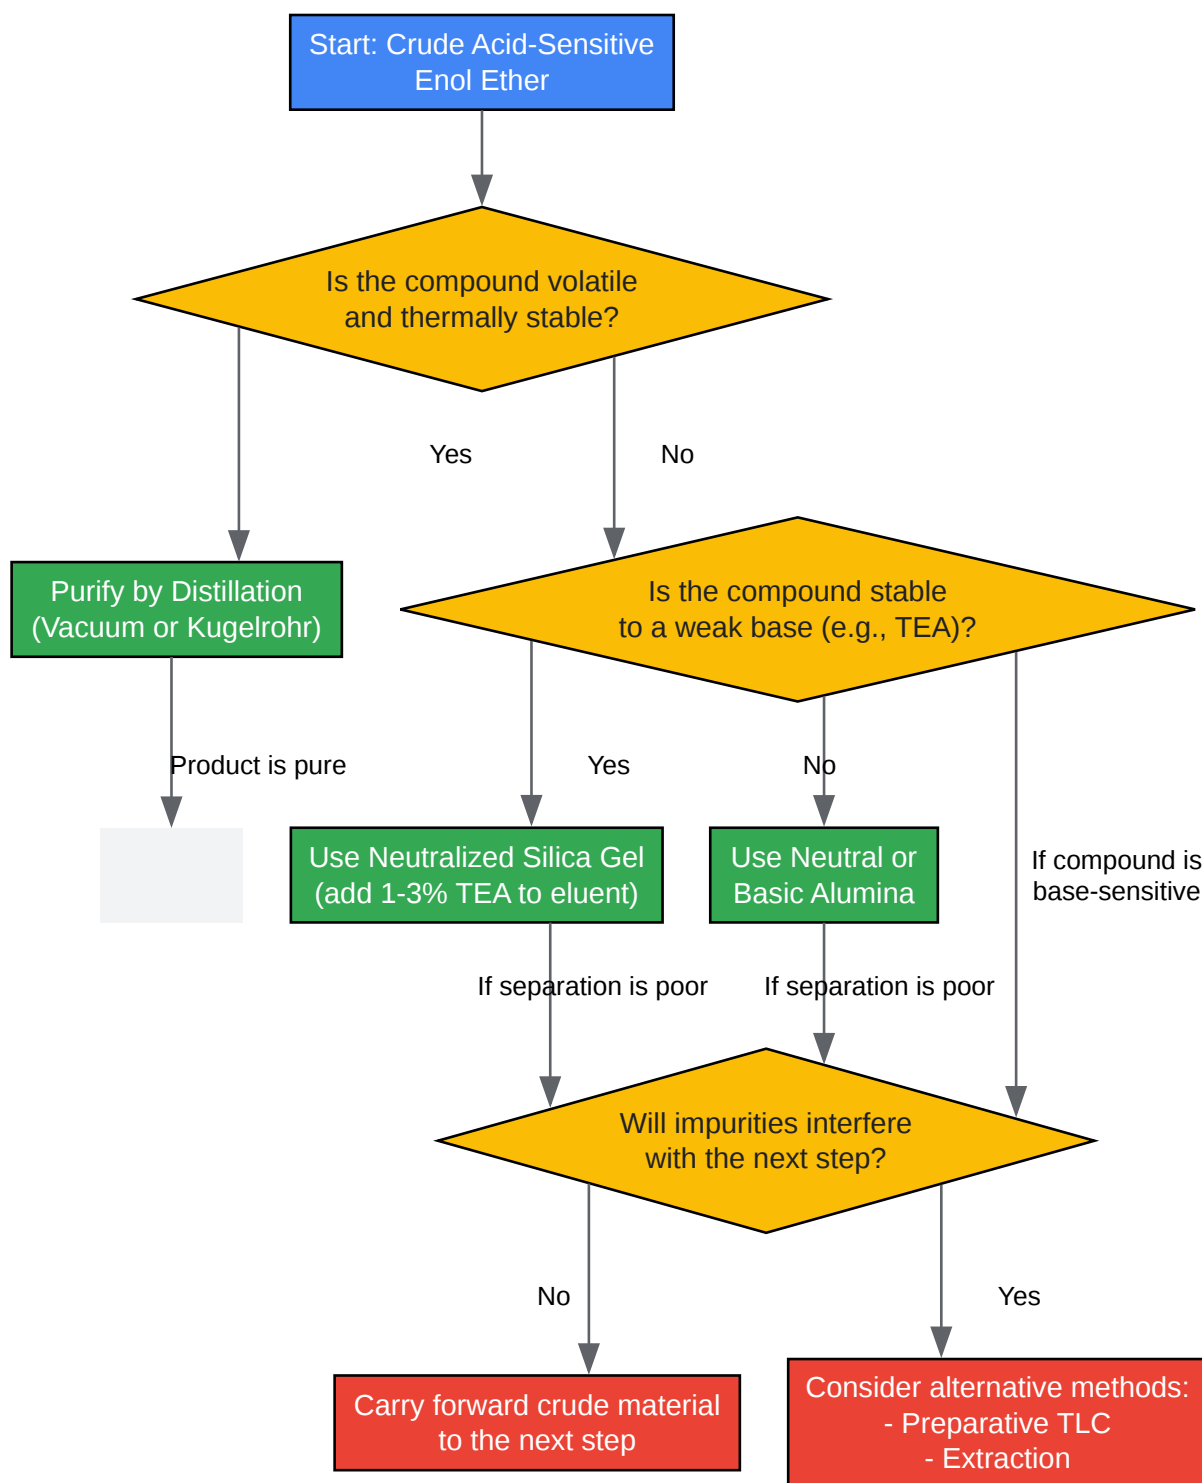 Start: Crude Acid-Sensitive
Enol Ether
Is the compound volatile
and thermally stable?
Yes
No
Purify by Distillation
(Vacuum or Kugelrohr)
Is the compound stable
to a weak base (e.g., TEA)?
Product is pure
Yes
No
Use Neutralized Silica Gel
(add 1-3% TEA to eluent)
Use Neutral or
Basic Alumina
If compound is
base-sensitive
If separation is poor
If separation is poor
Will impurities interfere
with the next step?
No
Yes
Carry forward crude material
to the next step
Consider alternative methods:
- Preparative TLC
- Extraction